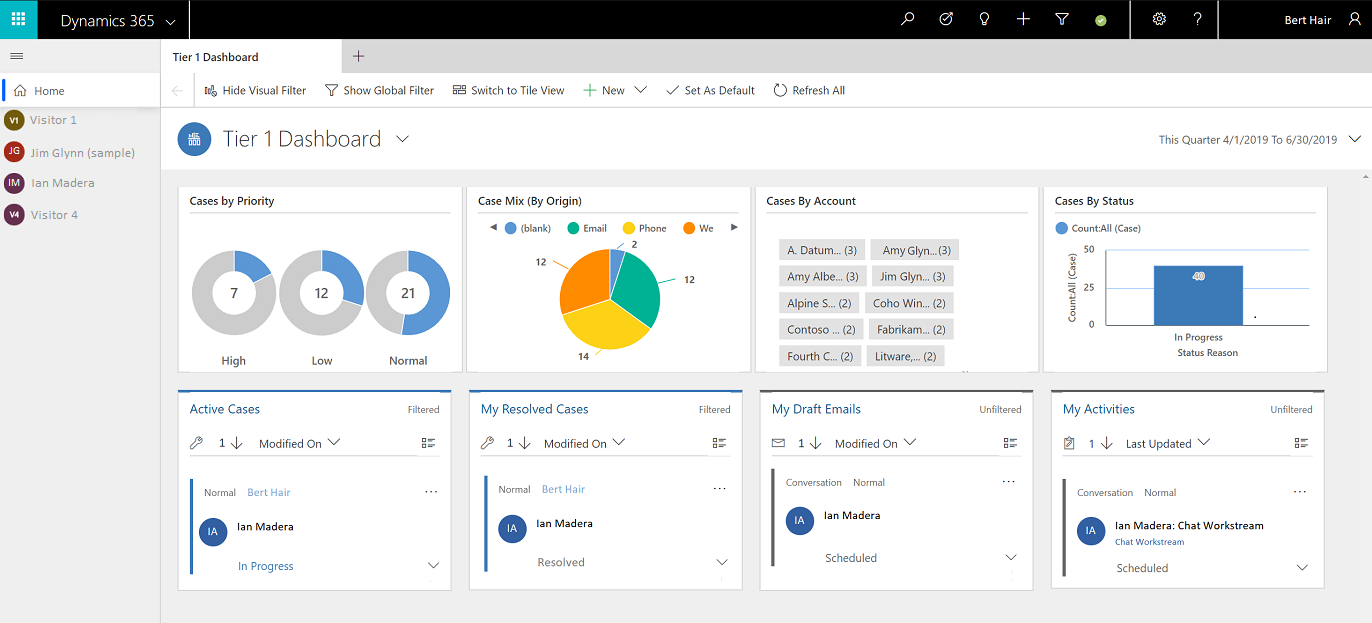 Dynamics 365
? Bert Hair
Tier 1 Dashboard
Home
Hide Visual Filter Show Global Filter Switch to Tile View New Set As Default Refresh All
V1 Visitor 1
JG Jim Glynn (sample)
IM Ian Madera
V4 Visitor 4
Tier 1 Dashboard
This Quarter 4/1/2019 To 6/30/2019
Cases by Priority
7 12 21
High Low Normal
Case Mix (By Origin)
(blank) Email Phone We
2
12 12
14
Cases By Account
A. Datum... (3) Amy Glyn...(3)
Amy Albe... (3) Jim Glyn... (3)
Alpine S... (2) Coho Win... (2)
Contoso ... (2) Fabrikam... (2)
Fourth C... (2) Litware,... (2)
Cases By Status
Count:All (Case)
50
25
0
Count:All (Case)
40
In Progress
Status Reason
Active Cases Filtered
1 Modified On
Normal Bert Hair ...
IA Ian Madera
In Progress
My Resolved Cases Filtered
1 Modified On
Normal Bert Hair ...
IA Ian Madera
Resolved
My Draft Emails Unfiltered
1 Modified On
Conversation Normal ...
IA Ian Madera
Scheduled
My Activities Unfiltered
1 Last Updated
Conversation Normal ...
IA Ian Madera: Chat Workstream
Chat Workstream
Scheduled